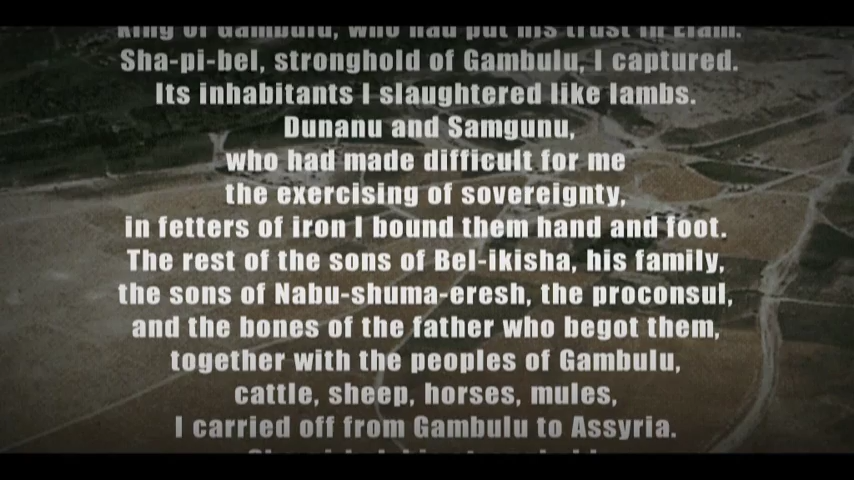 King of Gambulu, who had put his trust in Elam.
Sha-pi-bel, stronghold of Gambulu, I captured.
Its inhabitants I slaughtered like lambs.
Dunanu and Samgunu,
who had made difficult for me
the exercising of sovereignty,
in fetters of iron I bound them hand and foot.
The rest of the sons of Bel-ikisha, his family,
the sons of Nabu-shuma-eresh, the proconsul,
and the bones of the father who begot them,
together with the peoples of Gambulu,
cattle, sheep, horses, mules,
I carried off from Gambulu to Assyria.